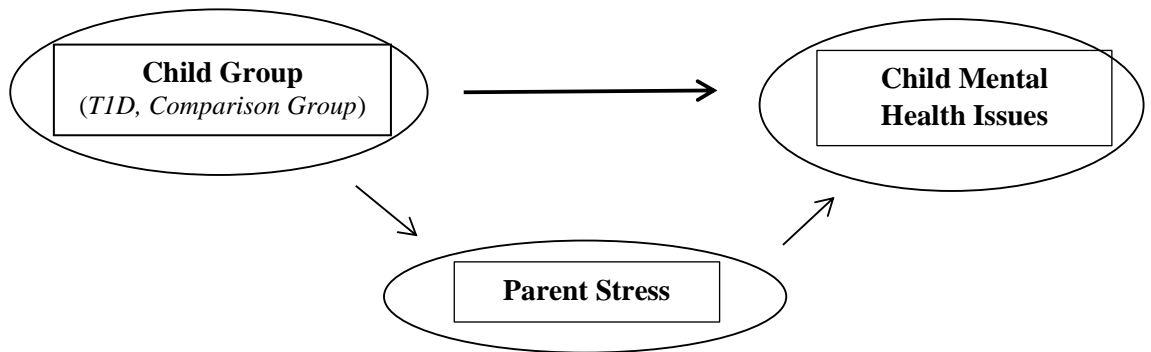 Child Group
(T1D, Comparison Group)
Child Mental
Health Issues
Parent Stress